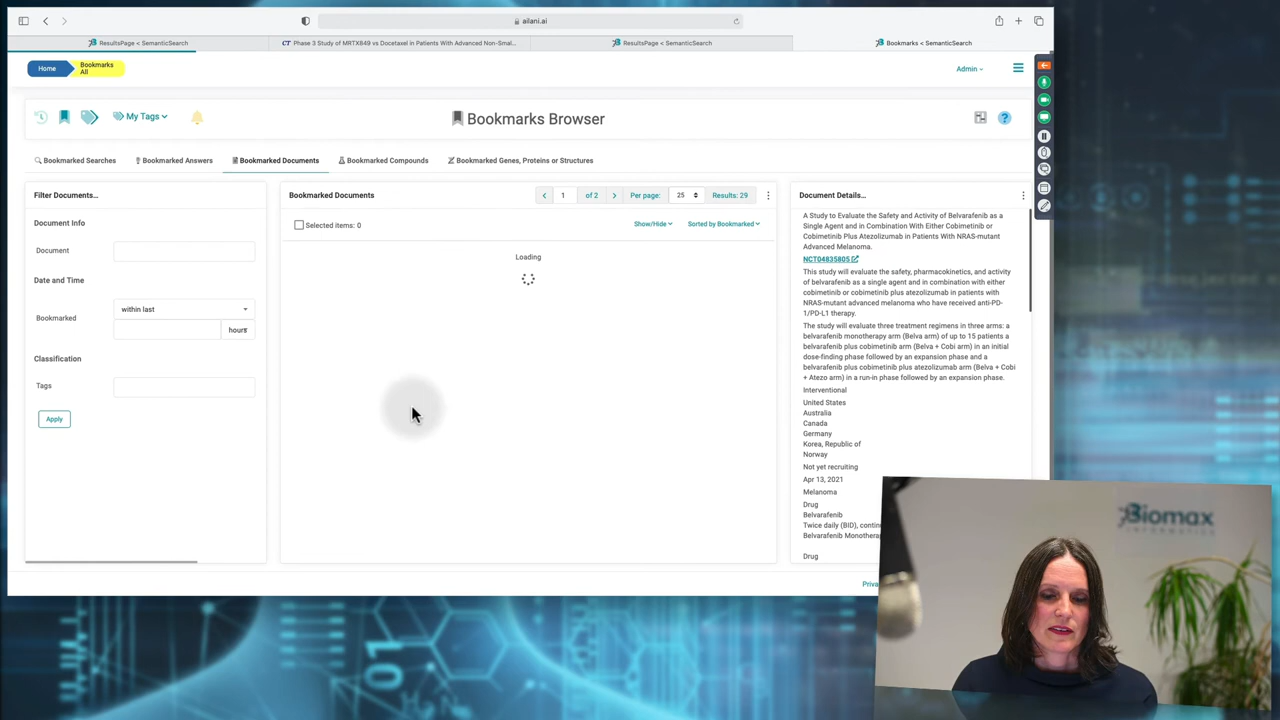 ailani.ai
ResultsPage < SemanticSearch
CT Phase 3 Study of MRTX849 vs Docetaxel in Patients With Advanced Non-Smal...
ResultsPage < SemanticSearch
Bookmarks < SemanticSearch
Home
Bookmarks
All
Admin
My Tags
Bookmarks Browser
?
Bookmarked Searches
Bookmarked Answers
Bookmarked Documents
Bookmarked Compounds
Bookmarked Genes, Proteins or Structures
Filter Documents...
Document Info
Document
Date and Time
Bookmarked
within last
hours
Classification
Tags
Apply
Bookmarked Documents
1
of 2
Per page:
25
Results: 29
Selected items: 0
Show/Hide
Sorted by Bookmarked
Loading
Document Details...
A Study to Evaluate the Safety and Activity of Belvarafenib as a
Single Agent and in Combination With Either Cobimetinib or
Cobimetinib Plus Atezolizumab in Patients With NRAS-mutant
Advanced Melanoma.
NCT04835805
This study will evaluate the safety, pharmacokinetics, and activity
of belvarafenib as a single agent and in combination with either
cobimetinib or cobimetinib plus atezolizumab in patients with
NRAS-mutant advanced melanoma who have received anti-PD-
1/PD-L1 therapy.
The study will evaluate three treatment regimens in three arms: a
belvarafenib monotherapy arm (Belva arm) of up to 15 patients a
belvarafenib plus cobimetinib arm (Belva + Cobi arm) in an initial
dose-finding phase followed by an expansion phase and a
belvarafenib plus cobimetinib plus atezolizumab arm (Belva + Cobi
+ Atezo arm) in a run-in phase followed by an expansion phase.
Interventional
United States
Australia
Canada
Germany
Korea, Republic of
Norway
Not yet recruiting
Apr 13, 2021
Melanoma
Drug
Belvarafenib
Twice daily (BID),
Belvarafenib
Drug
Biomax
informatics